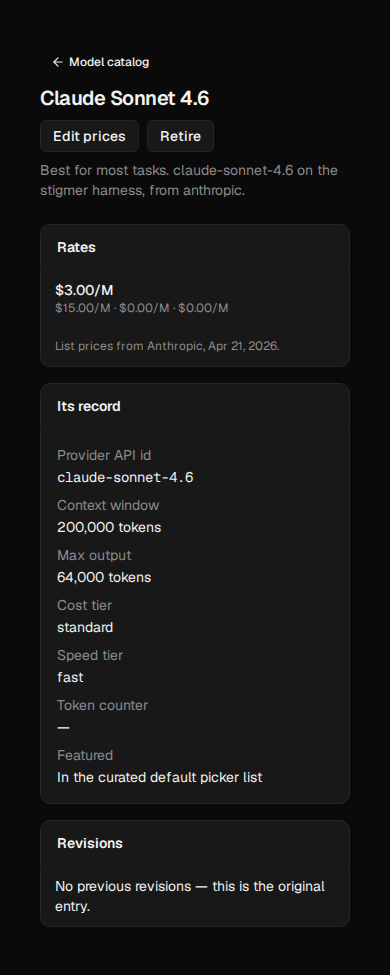 ← Model catalog
Claude Sonnet 4.6
Edit prices
Retire
Best for most tasks. claude-sonnet-4.6 on the
stigmer harness, from anthropic.
Rates
$3.00/M
$15.00/M · $0.00/M · $0.00/M
List prices from Anthropic, Apr 21, 2026.
Its record
Provider API id
claude-sonnet-4.6
Context window
200,000 tokens
Max output
64,000 tokens
Cost tier
standard
Speed tier
fast
Token counter
—
Featured
In the curated default picker list
Revisions
No previous revisions — this is the original
entry.